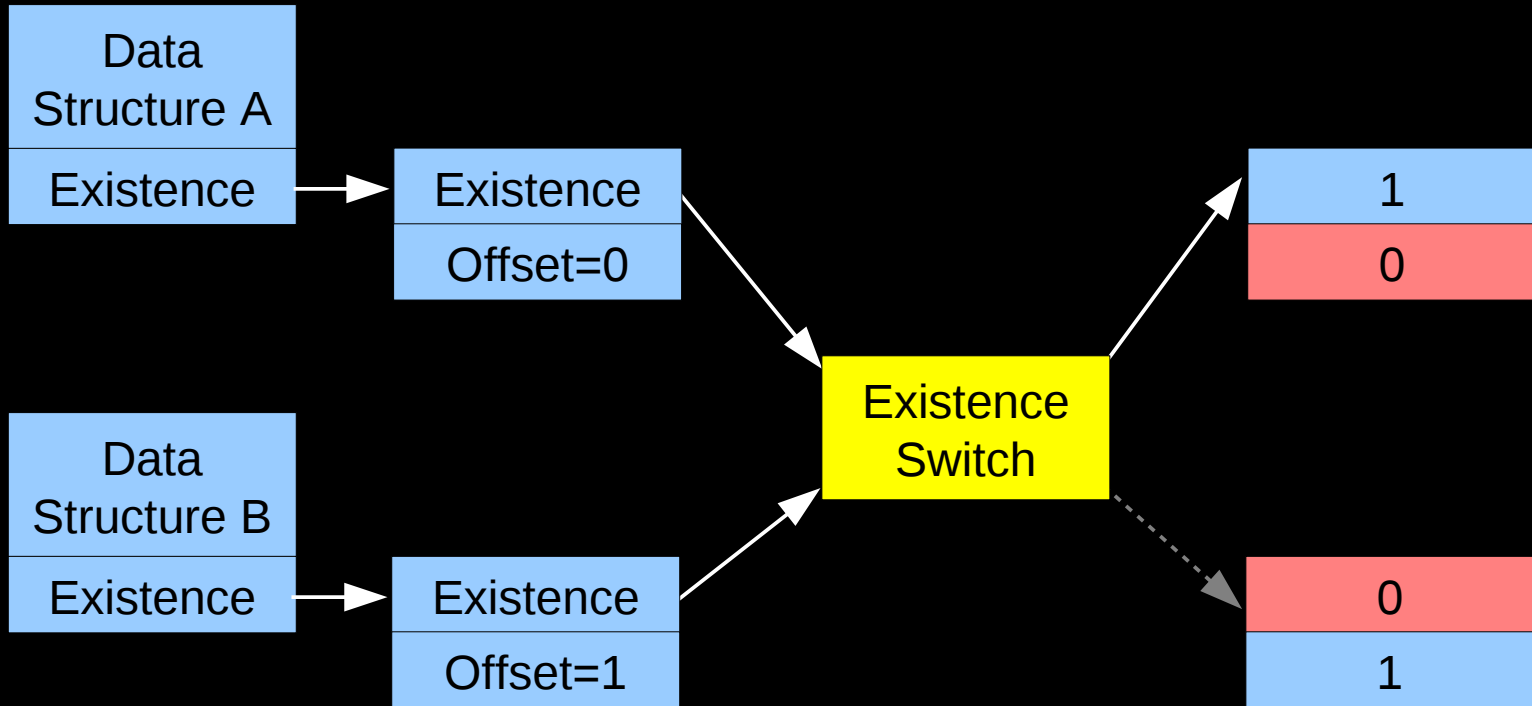 Data
Structure A
Existence
Existence
Offset=0
1
0
Existence
Switch
Data
Structure B
Existence
Existence
Offset=1
0
1